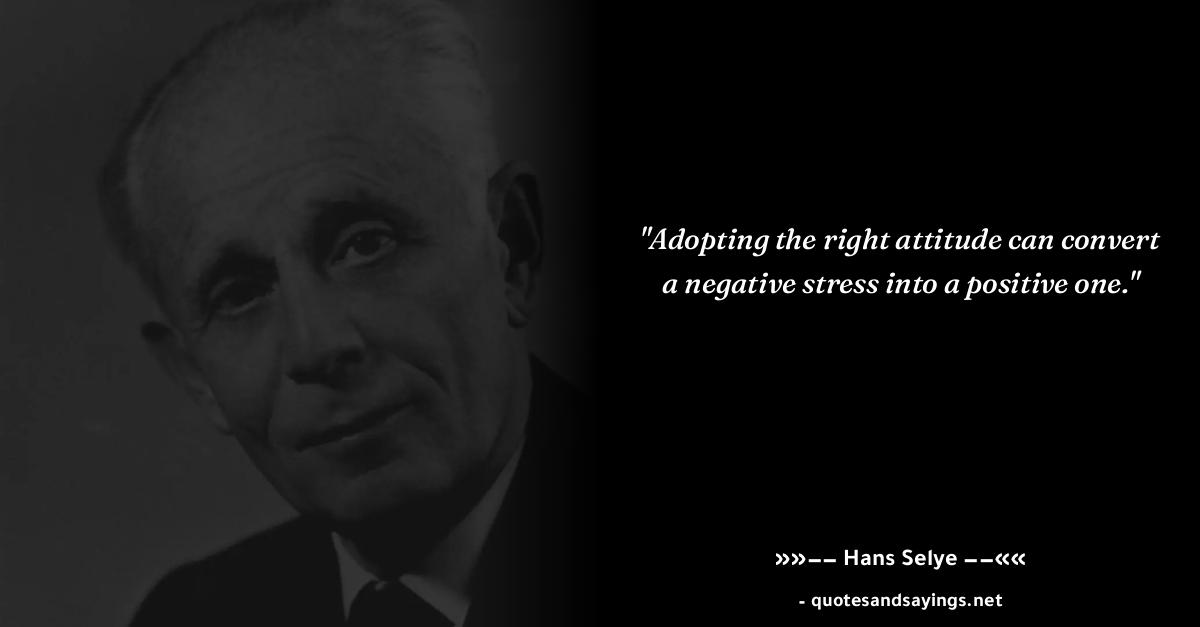 "Adopting the right attitude can convert
a negative stress into a positive one."
»»−− Hans Selye −−««
- quotesandsayings.net